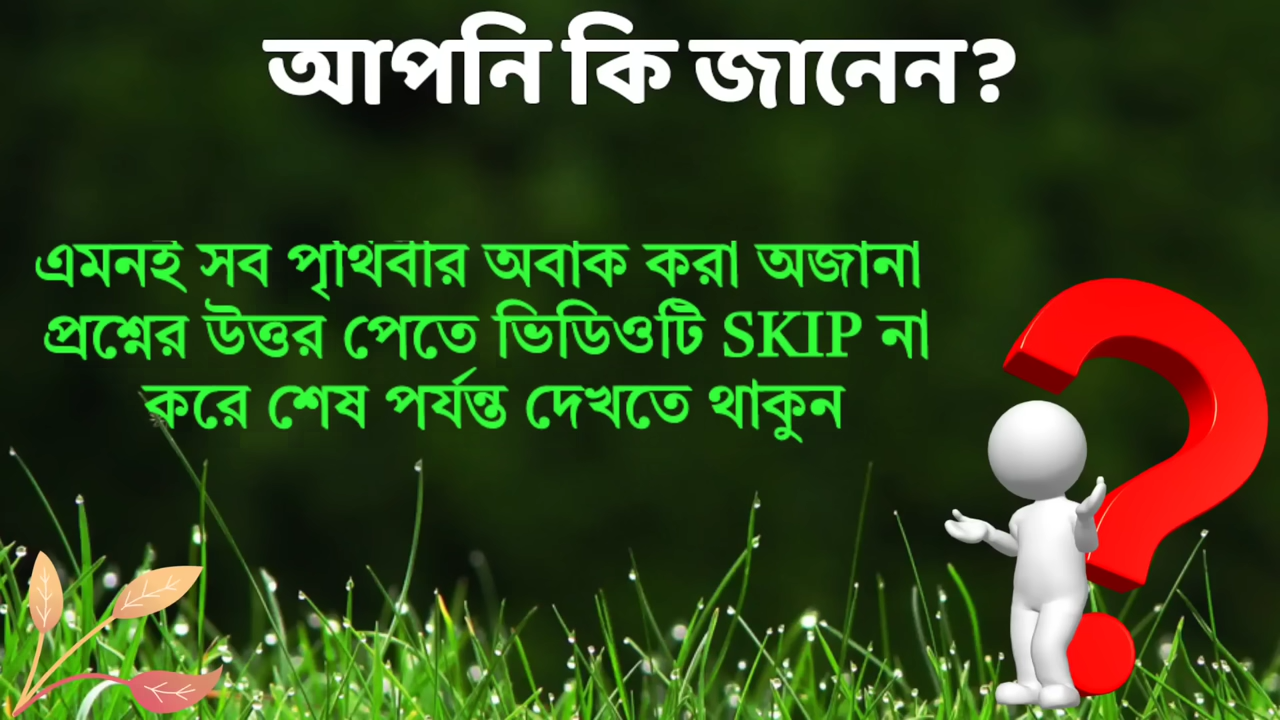 আপনি কি জানেন?
এমনই সব পৃথিবীর অবাক করা অজানা
প্রশ্নের উত্তর পেতে ভিডিওটি SKIP না
করে শেষ পর্যন্ত দেখতে থাকুন